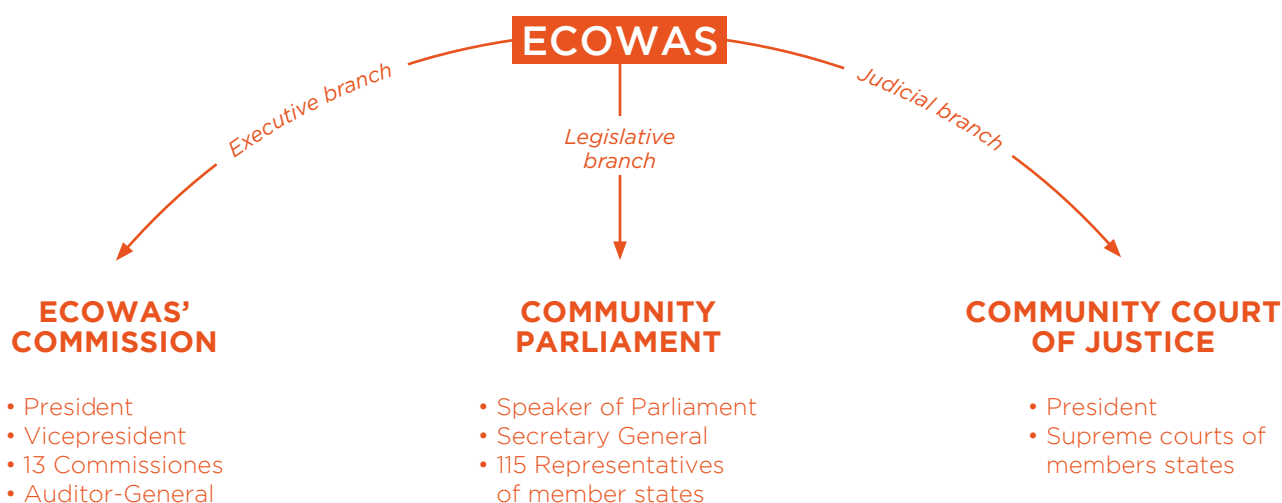 ECOWAS
Executive branch
Legislative
branch
Judicial branch
ECOWAS’
COMMISSION
• President
• Vicepresident
• 13 Commissiones
• Auditor-General
COMMUNITY
PARLIAMENT
• Speaker of Parliament
• Secretary General
• 115 Representatives
of member states
COMMUNITY COURT
OF JUSTICE
• President
• Supreme courts of
members states